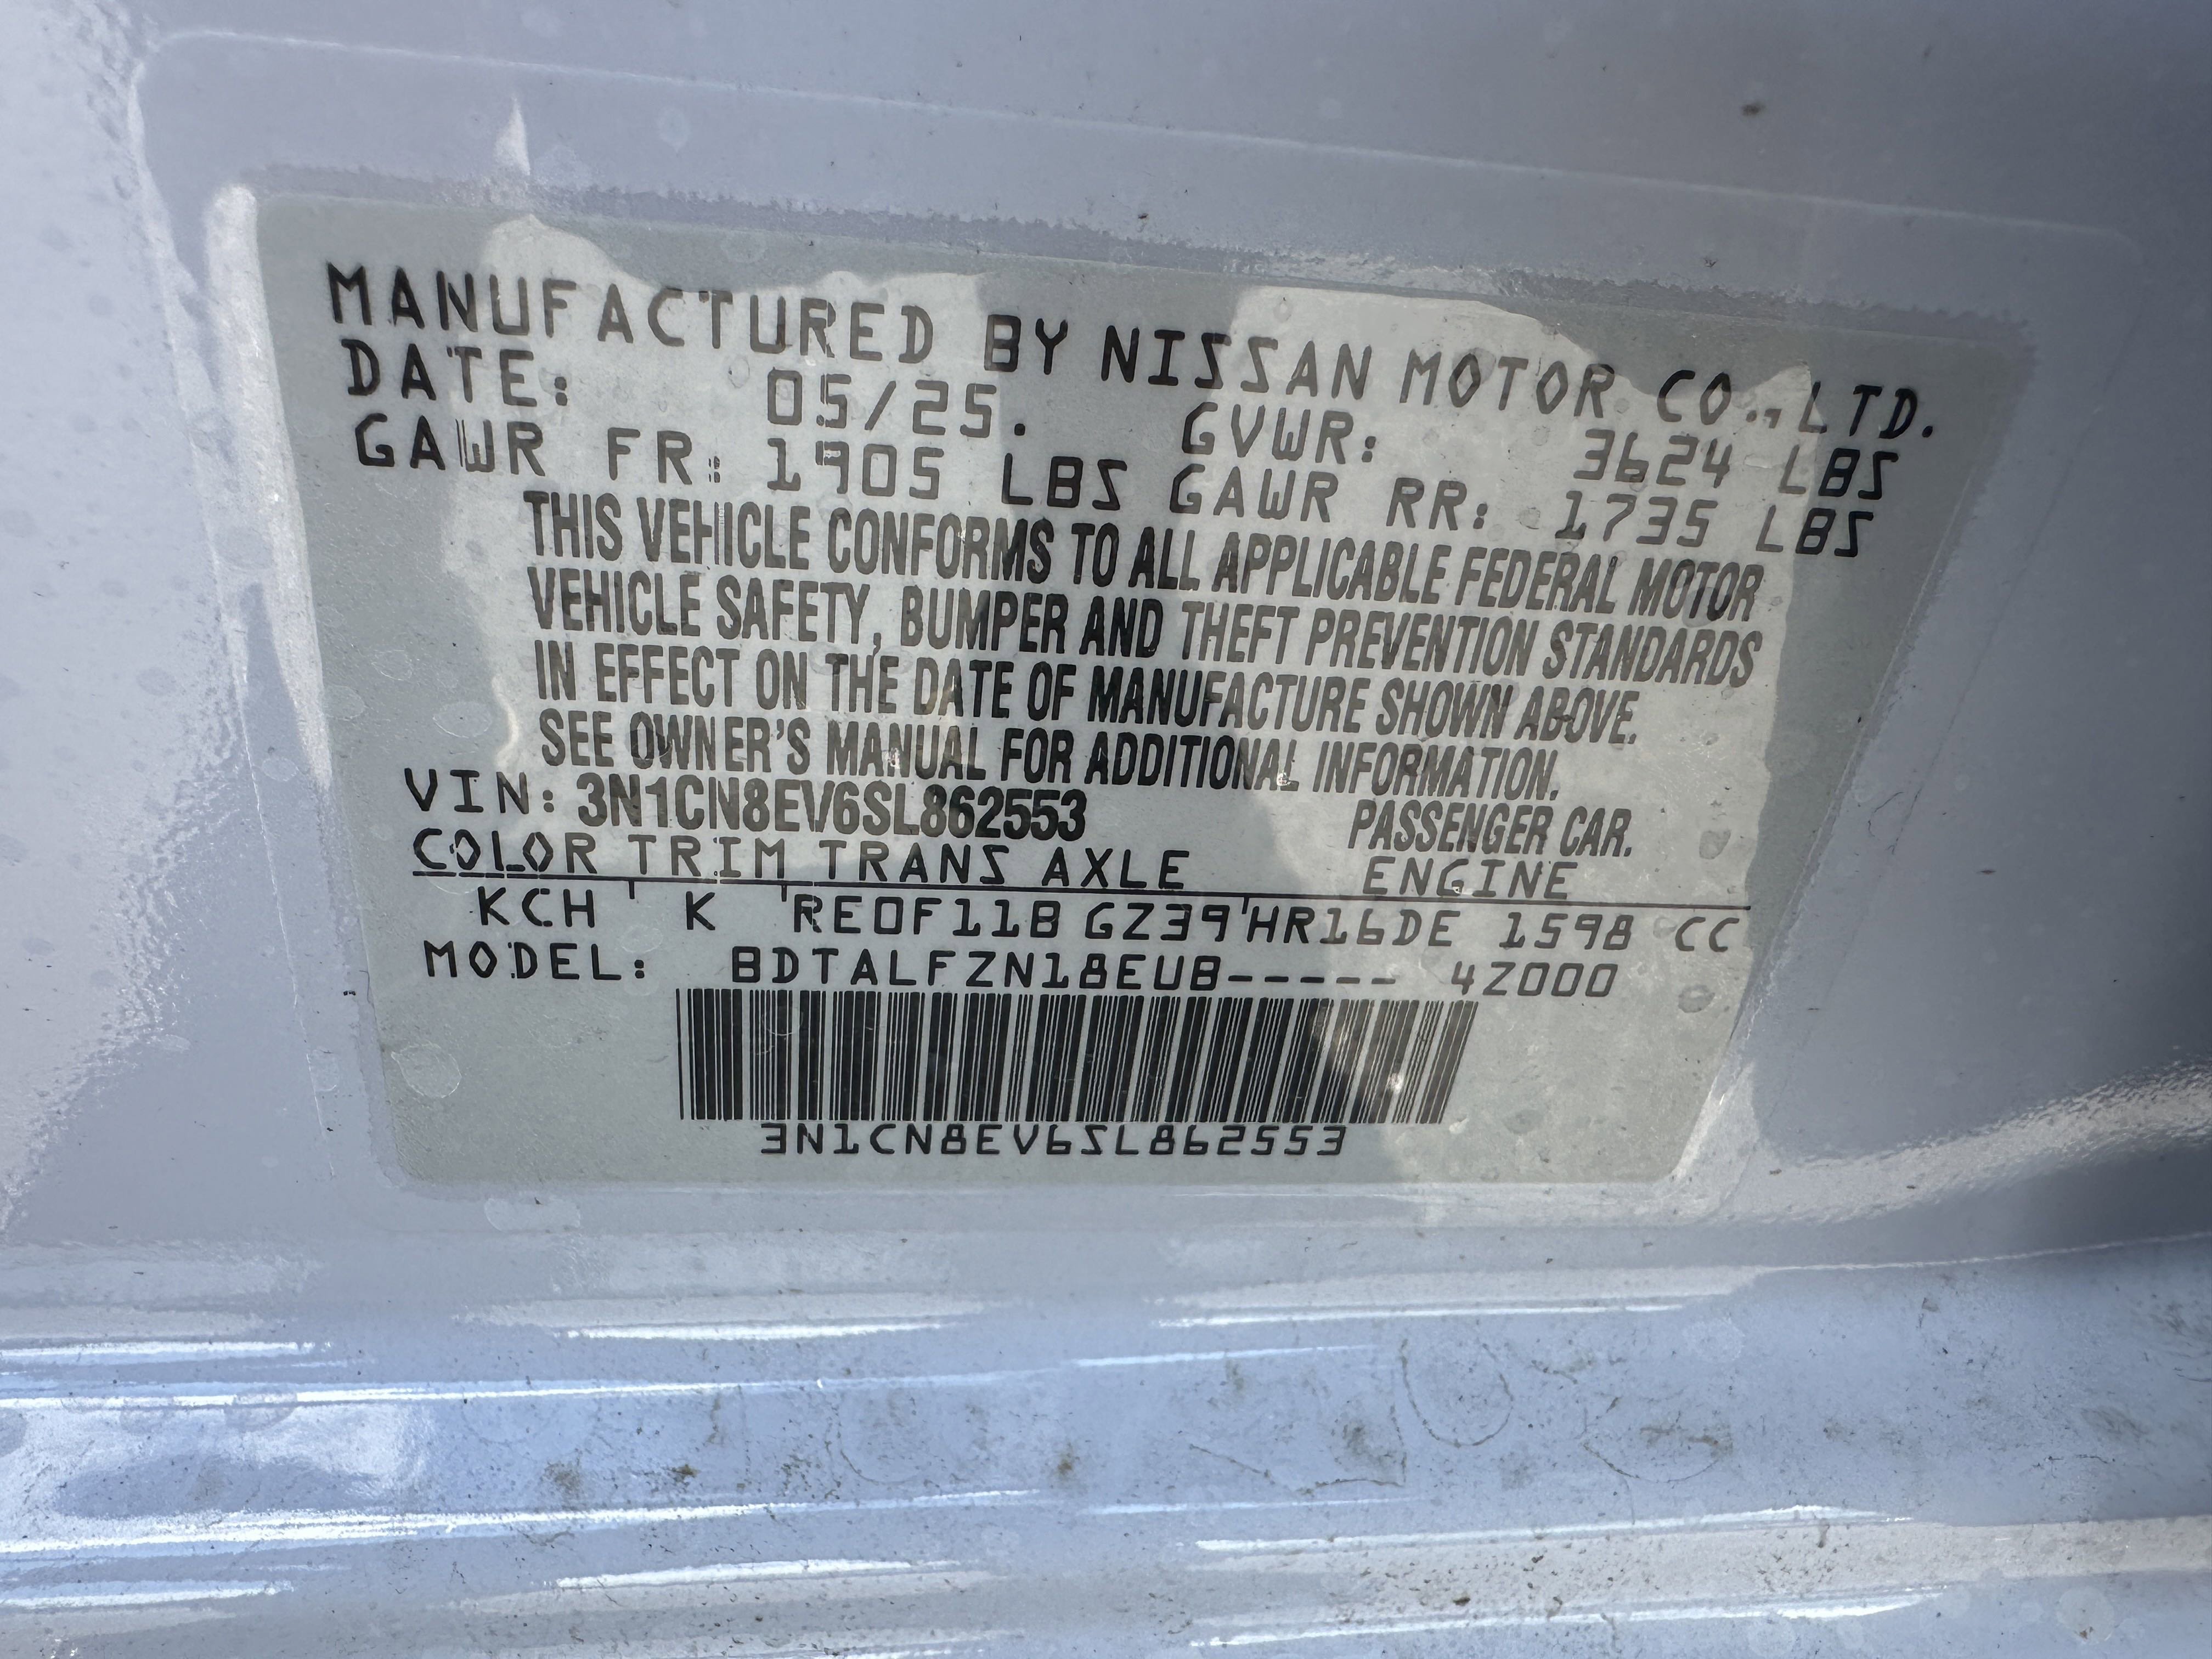 MANUFACTURED BY NISSAN MOTOR CO., LTD.
DATE: 05/25. GVWR: 3624 LBS
GAWR FR: 1905 LBS GAWR RR: 1735 LBS
THIS VEHICLE CONFORMS TO ALL APPLICABLE FEDERAL MOTOR
VEHICLE SAFETY, BUMPER AND THEFT PREVENTION STANDARDS
IN EFFECT ON THE DATE OF MANUFACTURE SHOWN ABOVE.
SEE OWNER'S MANUAL FOR ADDITIONAL INFORMATION.
VIN: 3N1CN8EV6SL862553 PASSENGER CAR.
COLOR TRIM TRANS AXLE ENGINE
KCH K RE0F11B GZ39 HR16DE 1598 CC
MODEL: BDTALFZN18EUB----- 4Z000
3N1CN8EV6SL862553